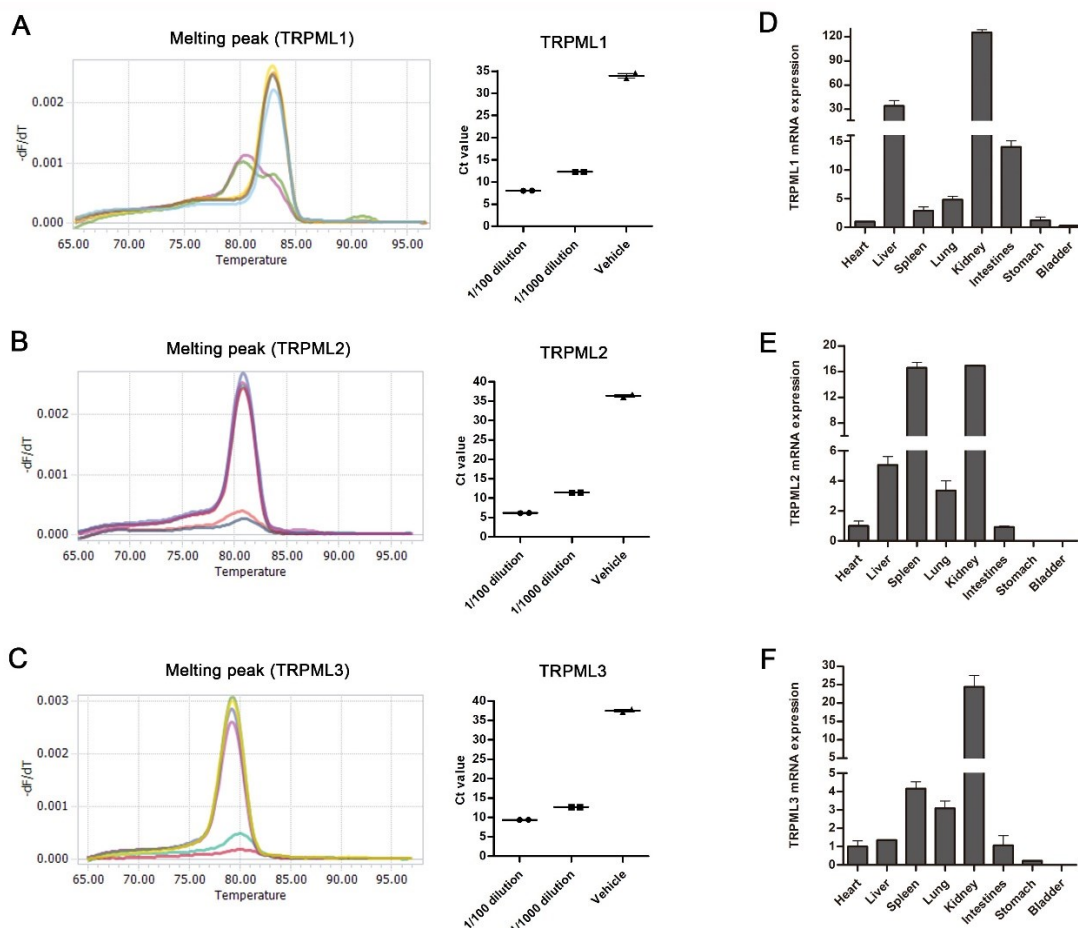 A
Melting peak (TRPML1)
-dF/dT
0.002
0.001
0.000
65.00 70.00 75.00 80.00 85.00 90.00 95.00
Temperature
TRPML1
Ct value
35
30
25
20
15
10
5
0
1/100 dilution
1/1000 dilution
Vehicle
D
TRPML1 mRNA expression
120
90
60
30
15
10
5
0
Heart Liver Spleen Lung Kidney Intestines Stomach Bladder
B
Melting peak (TRPML2)
-dF/dT
0.002
0.001
0.000
65.00 70.00 75.00 80.00 85.00 90.00 95.00
Temperature
TRPML2
Ct value
40
35
30
25
20
15
10
5
0
1/100 dilution
1/1000 dilution
Vehicle
E
TRPML2 mRNA expression
20
16
12
8
6
4
2
0
Heart Liver Spleen Lung Kidney Intestines Stomach Bladder
C
Melting peak (TRPML3)
-dF/dT
0.003
0.002
0.001
0.000
65.00 70.00 75.00 80.00 85.00 90.00 95.00
Temperature
TRPML3
Ct value
40
35
30
25
20
15
10
5
0
1/100 dilution
1/1000 dilution
Vehicle
F
TRPML3 mRNA expression
30
25
20
15
10
5
5
4
3
2
1
0
Heart Liver Spleen Lung Kidney Intestines Stomach Bladder